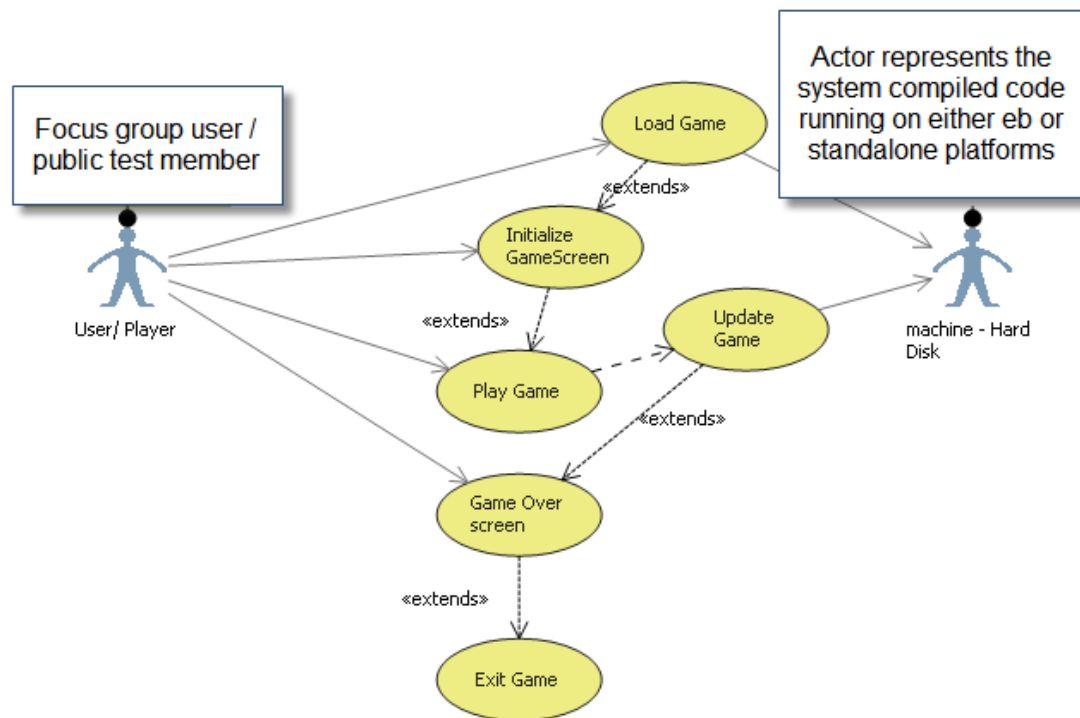 Actor represents the
system compiled code
running on either eb or
standalone platforms
Focus group user /
public test member
Load Game
«extends»
Initialize
GameScreen
User/ Player
machine - Hard
Disk
«extends»
Update
Game
Play Game
«extends»
Game Over
screen
«extends»
Exit Game